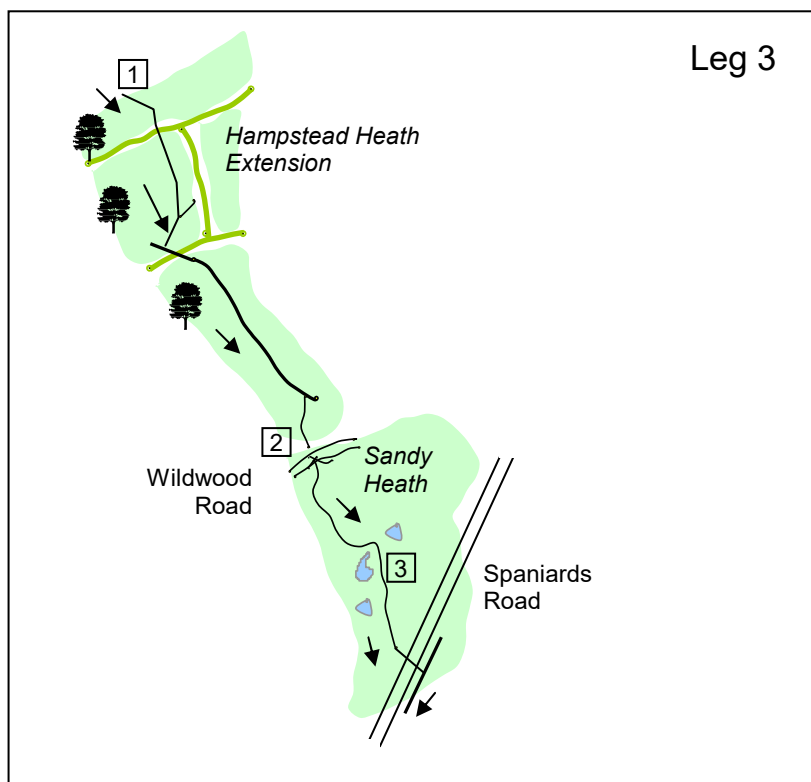 Leg 3
1
Hampstead Heath
Extension
2
Wildwood
Road
Sandy
Heath
3
Spaniards
Road